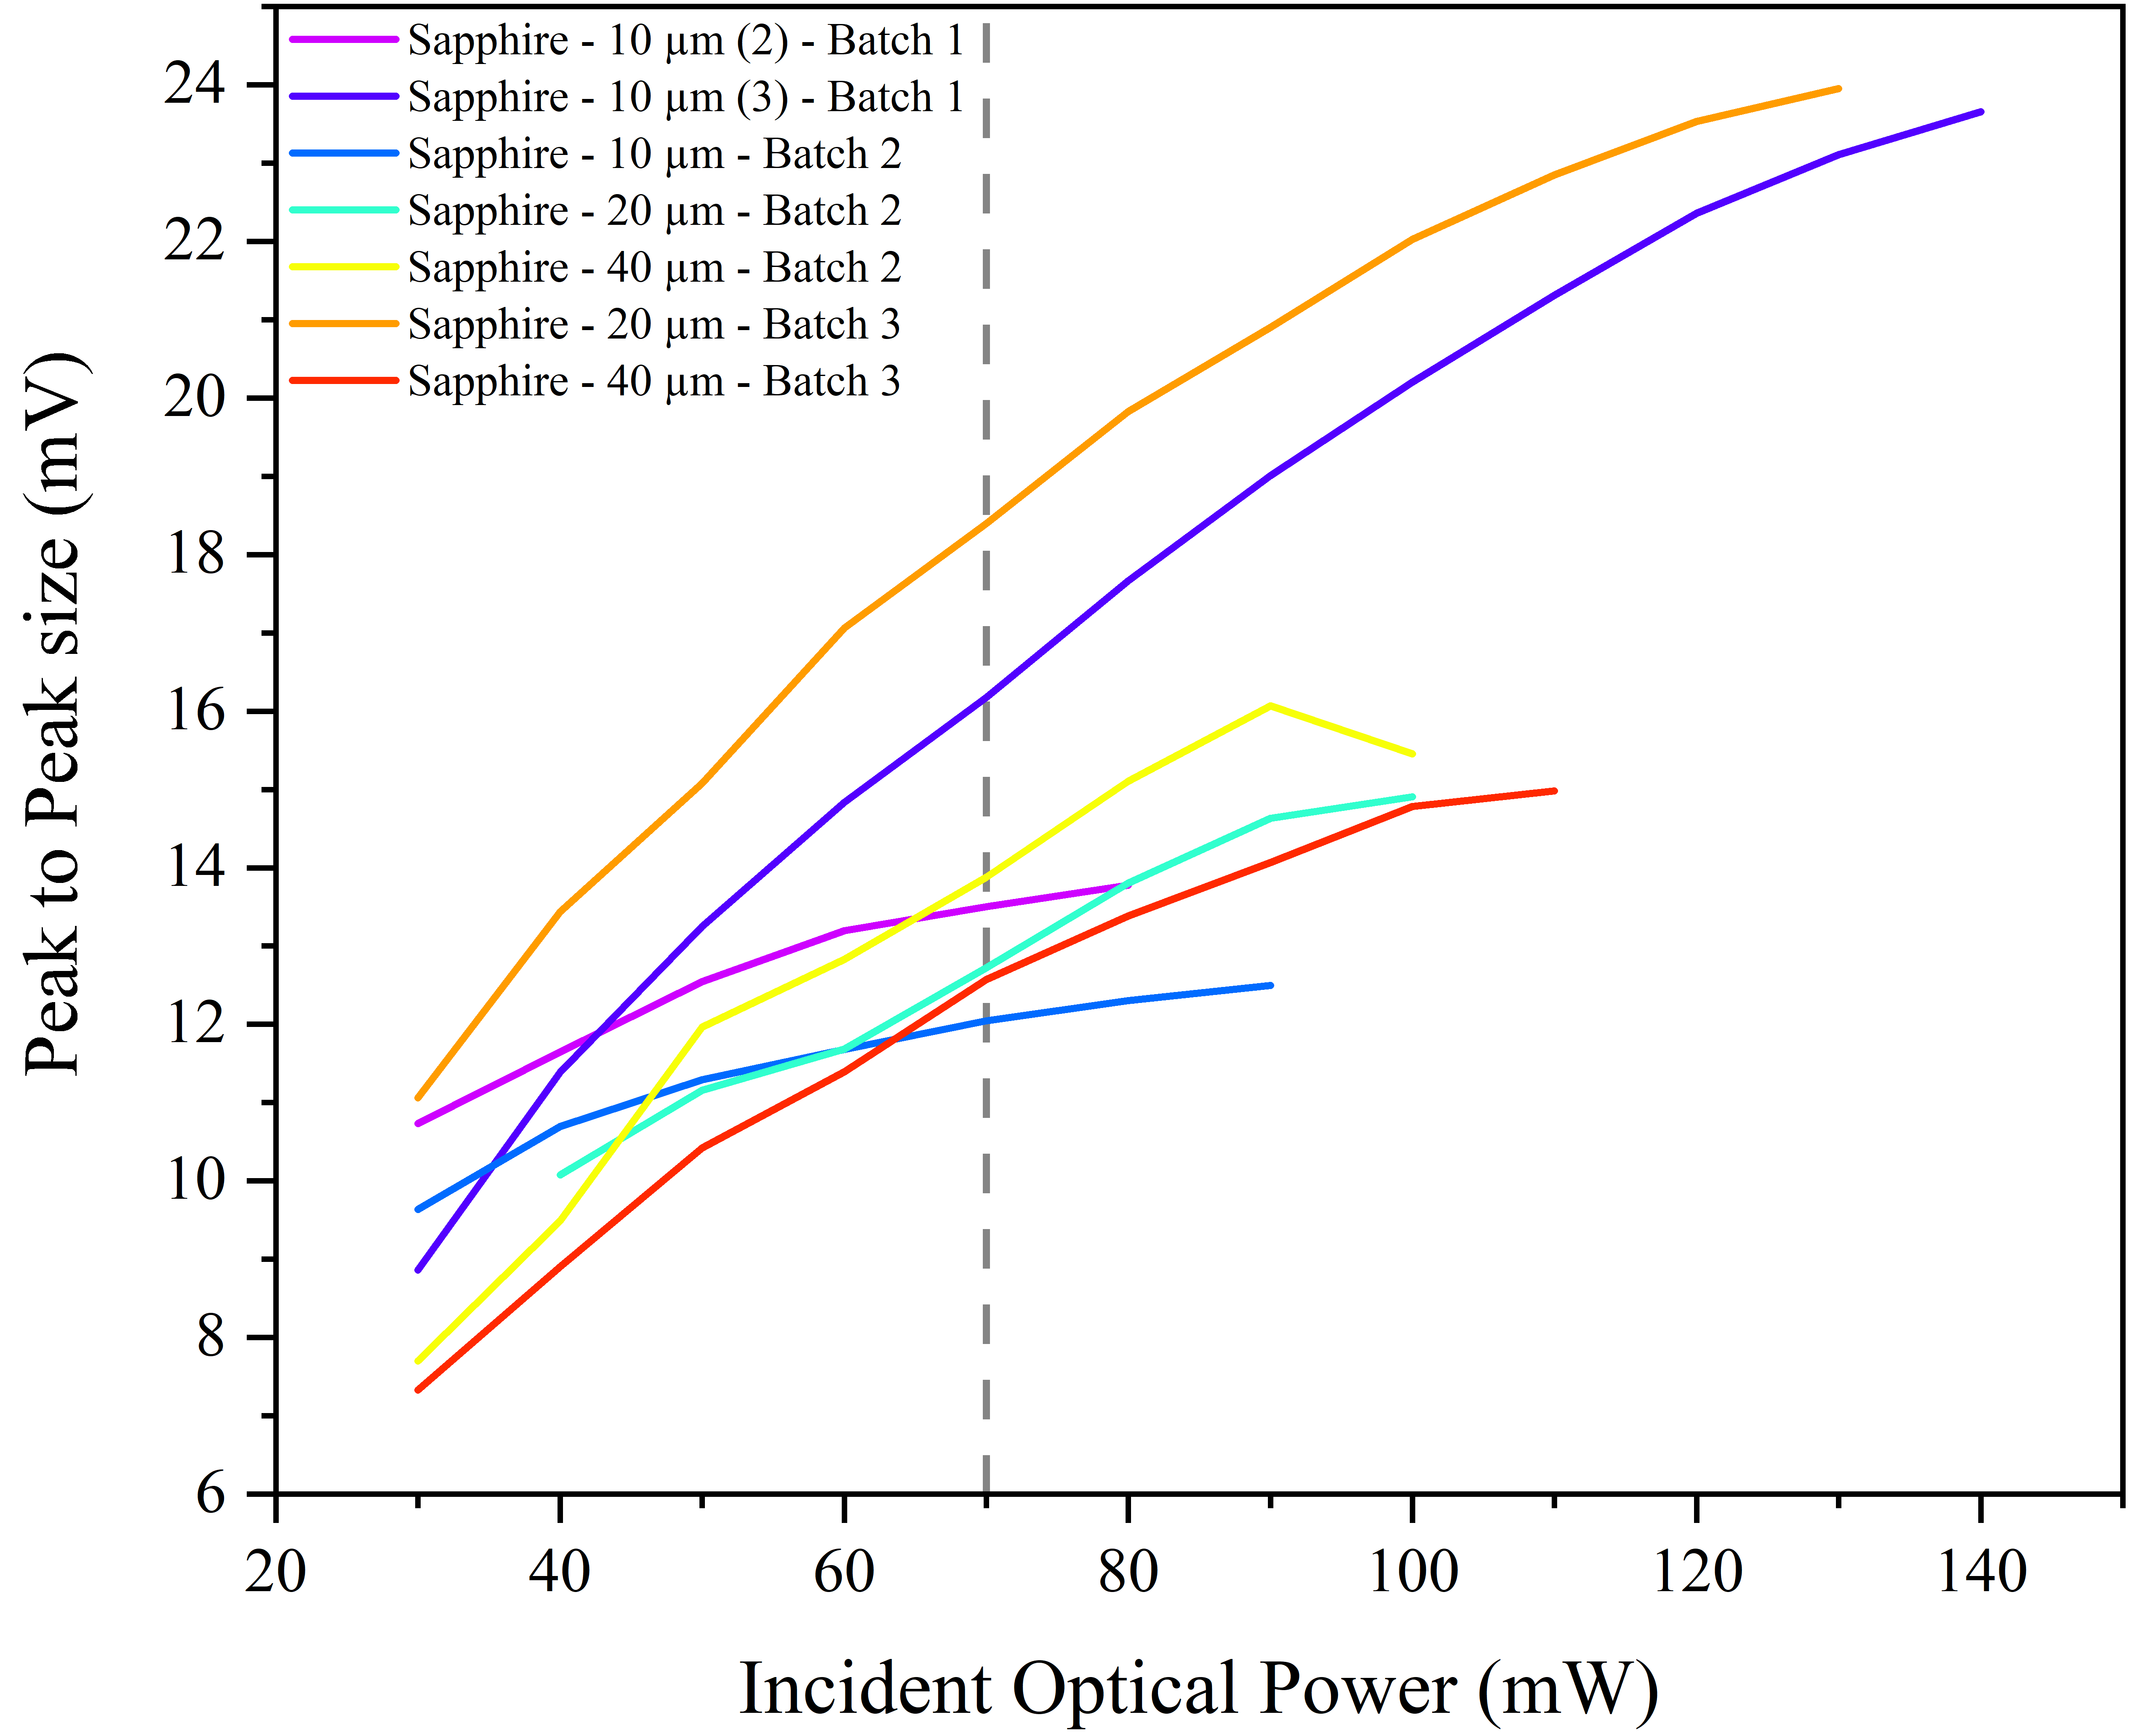 Sapphire - 10 µm (2) - Batch 1
Sapphire - 10 µm (3) - Batch 1
Sapphire - 10 µm - Batch 2
Sapphire - 20 µm - Batch 2
Sapphire - 40 µm - Batch 2
Sapphire - 20 µm - Batch 3
Sapphire - 40 µm - Batch 3
Peak to Peak size (mV)
24
22
20
18
16
14
12
10
8
6
20 40 60 80 100 120 140
Incident Optical Power (mW)